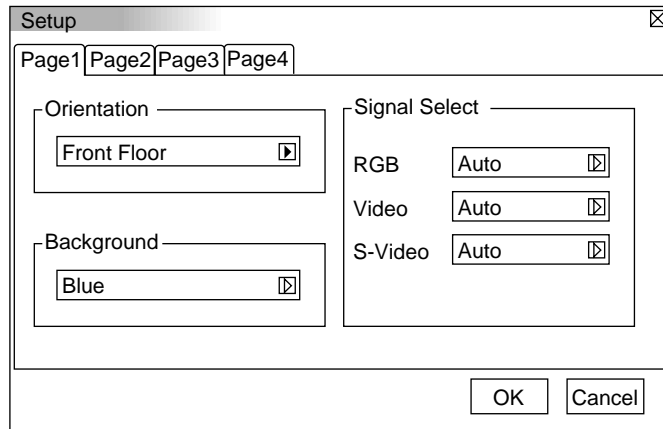 Setup
Page1 Page2 Page3 Page4
Orientation
Front Floor
Background
Blue
Signal Select
RGB Auto
Video Auto
S-Video Auto
OK Cancel